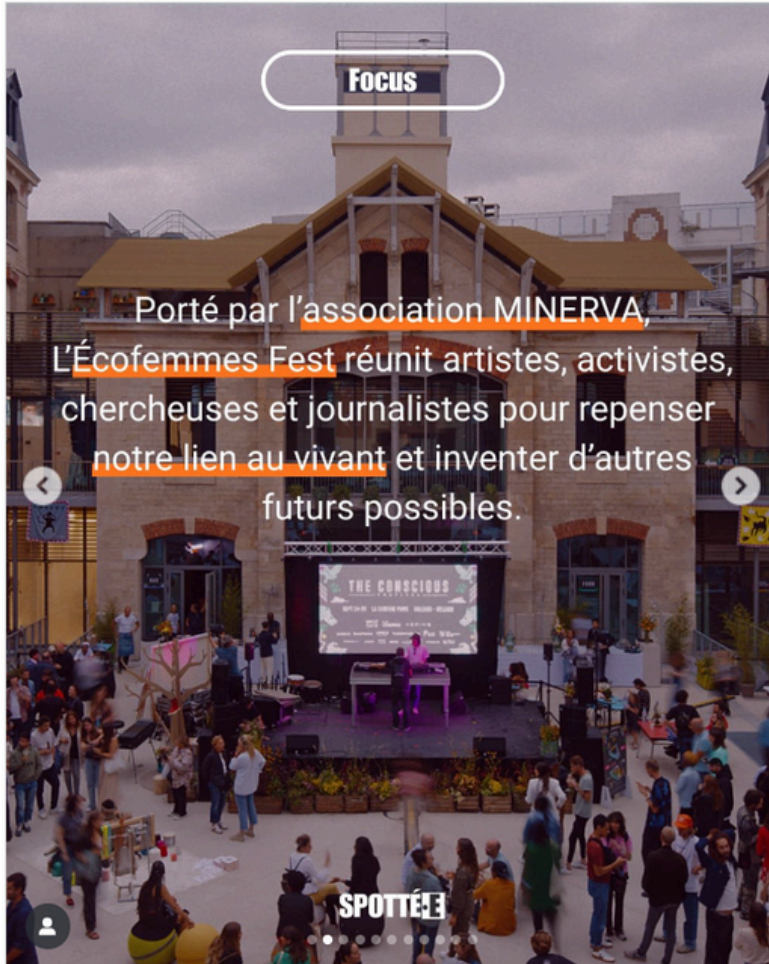 Focus
Porté par l'association MINERVA,
L'Écofemmes Fest réunit artistes, activistes,
chercheuses et journalistes pour repenser
notre lien au vivant et inventer d'autres
futurs possibles.
THE CONSCIOUS
SPOTTÉ!E